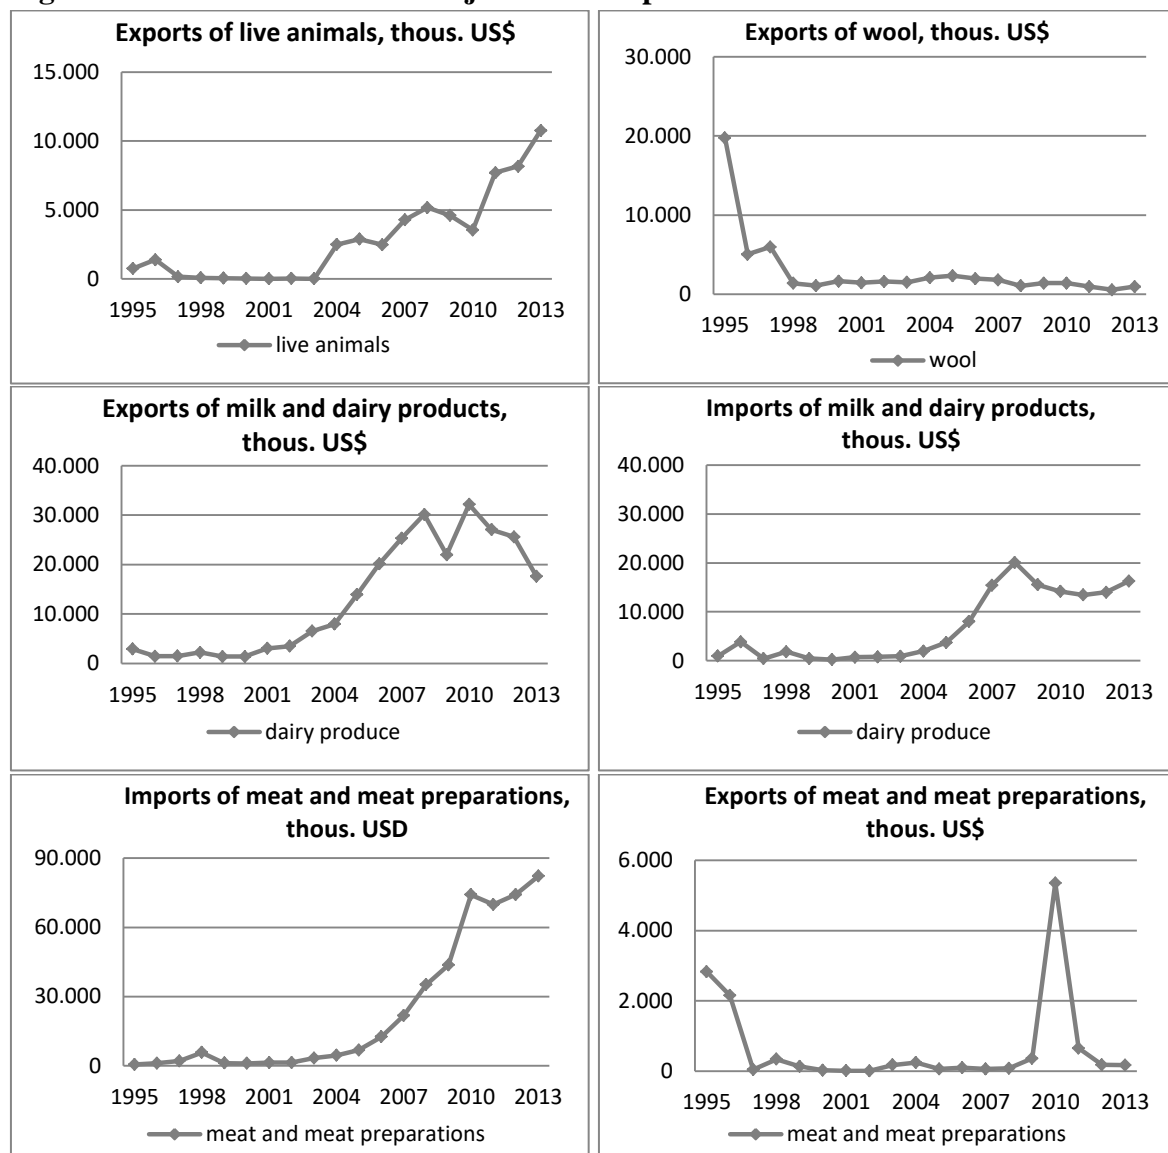 Exports of live animals, thous. US$
15.000
10.000
5.000
0
1995 1998 2001 2004 2007 2010 2013
live animals
Exports of wool, thous. US$
30.000
20.000
10.000
0
1995 1998 2001 2004 2007 2010 2013
wool
Exports of milk and dairy products,
thous. US$
40.000
30.000
20.000
10.000
0
1995 1998 2001 2004 2007 2010 2013
dairy produce
Imports of milk and dairy products,
thous. US$
40.000
30.000
20.000
10.000
0
1995 1998 2001 2004 2007 2010 2013
dairy produce
Imports of meat and meat preparations,
thous. USD
90.000
60.000
30.000
0
1995 1998 2001 2004 2007 2010 2013
meat and meat preparations
Exports of meat and meat preparations,
thous. US$
6.000
4.000
2.000
0
1995 1998 2001 2004 2007 2010 2013
meat and meat preparations